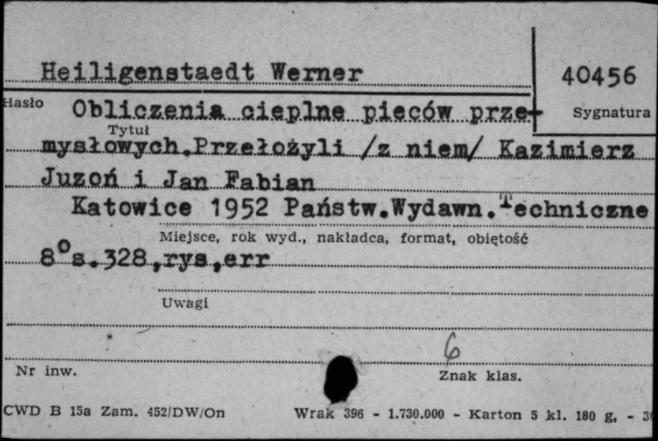 Heiligenstaedt Werner
40456
Hasło Obliczenia cieplne pieców prze-
Sygnatura
Tytuł
mysłowych.Przełożyli /z niem/ Kazimierz
Juzoń i Jan Fabian
Katowice 1952 Państw.Wydawn.Techniczne
Miejsce, rok wyd., nakładca, format, objętość
8° s.328,rys,err
Uwagi
6
Nr inw.
Znak klas.
CWD B 15a Zam. 452/DW/On Wrak 396 - 1.730.000 - Karton 5 kl. 180 g. -